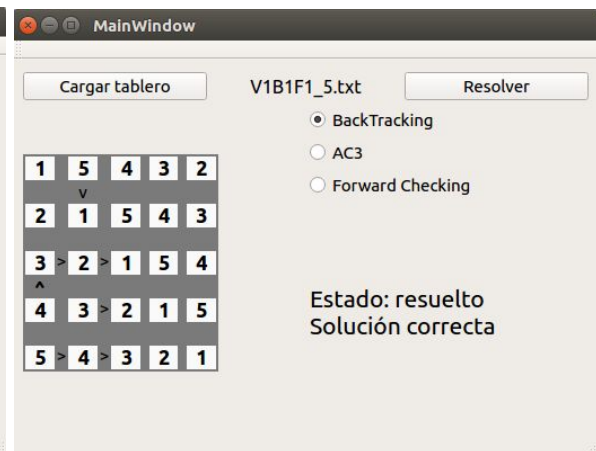 MainWindow
Cargar tablero V1B1F1_5.txt Resolver
BackTracking
AC3
Forward Checking
1 5 4 3 2
v
2 1 5 4 3
3 > 2 > 1 5 4
^
4 3 > 2 1 5
5 > 4 > 3 2 1
Estado: resuelto
Solución correcta